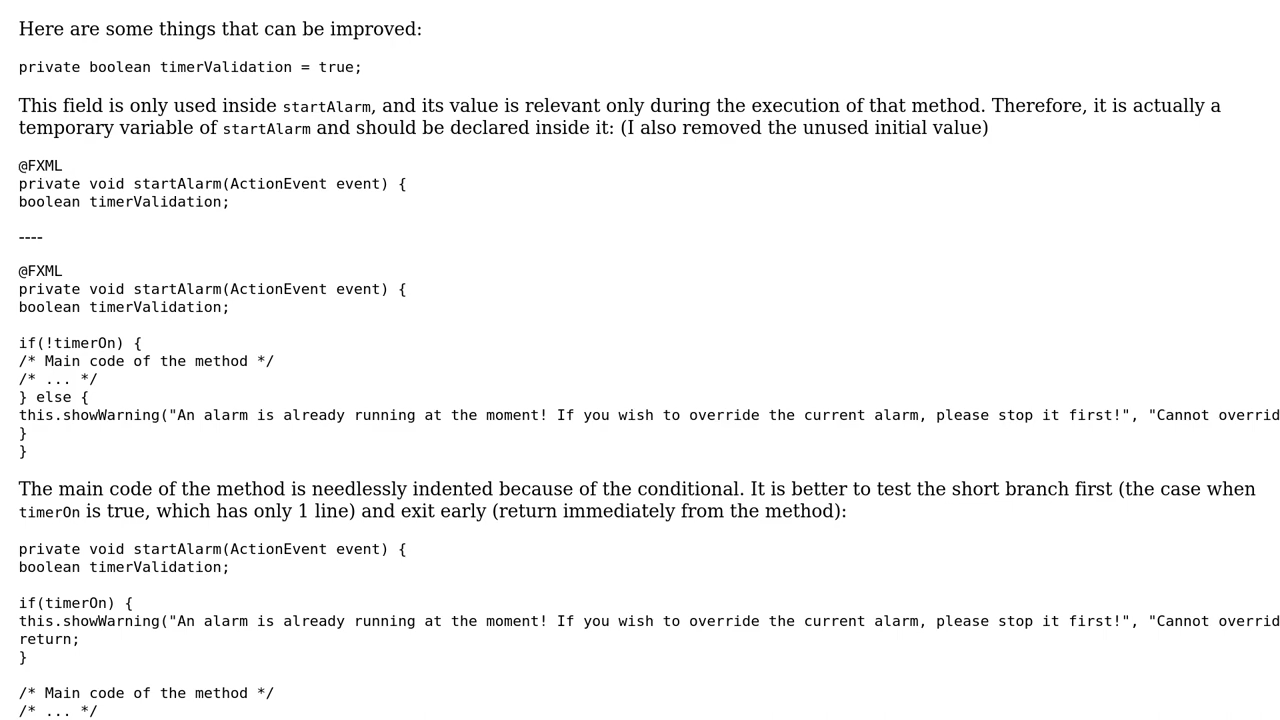 Here are some things that can be improved:
private boolean timerValidation = true;
This field is only used inside startAlarm, and its value is relevant only during the execution of that method. Therefore, it is actually a
temporary variable of startAlarm and should be declared inside it: (I also removed the unused initial value)
@FXML
private void startAlarm(ActionEvent event) {
boolean timerValidation;
----
@FXML
private void startAlarm(ActionEvent event) {
boolean timerValidation;
if(!timerOn) {
/* Main code of the method */
/* ... */
} else {
this.showWarning("An alarm is already running at the moment! If you wish to override the current alarm, please stop it first!", "Cannot overrid
}
}
The main code of the method is needlessly indented because of the conditional. It is better to test the short branch first (the case when
timerOn is true, which has only 1 line) and exit early (return immediately from the method):
private void startAlarm(ActionEvent event) {
boolean timerValidation;
if(timerOn) {
this.showWarning("An alarm is already running at the moment! If you wish to override the current alarm, please stop it first!", "Cannot overrid
return;
}
/* Main code of the method */
/* ... */